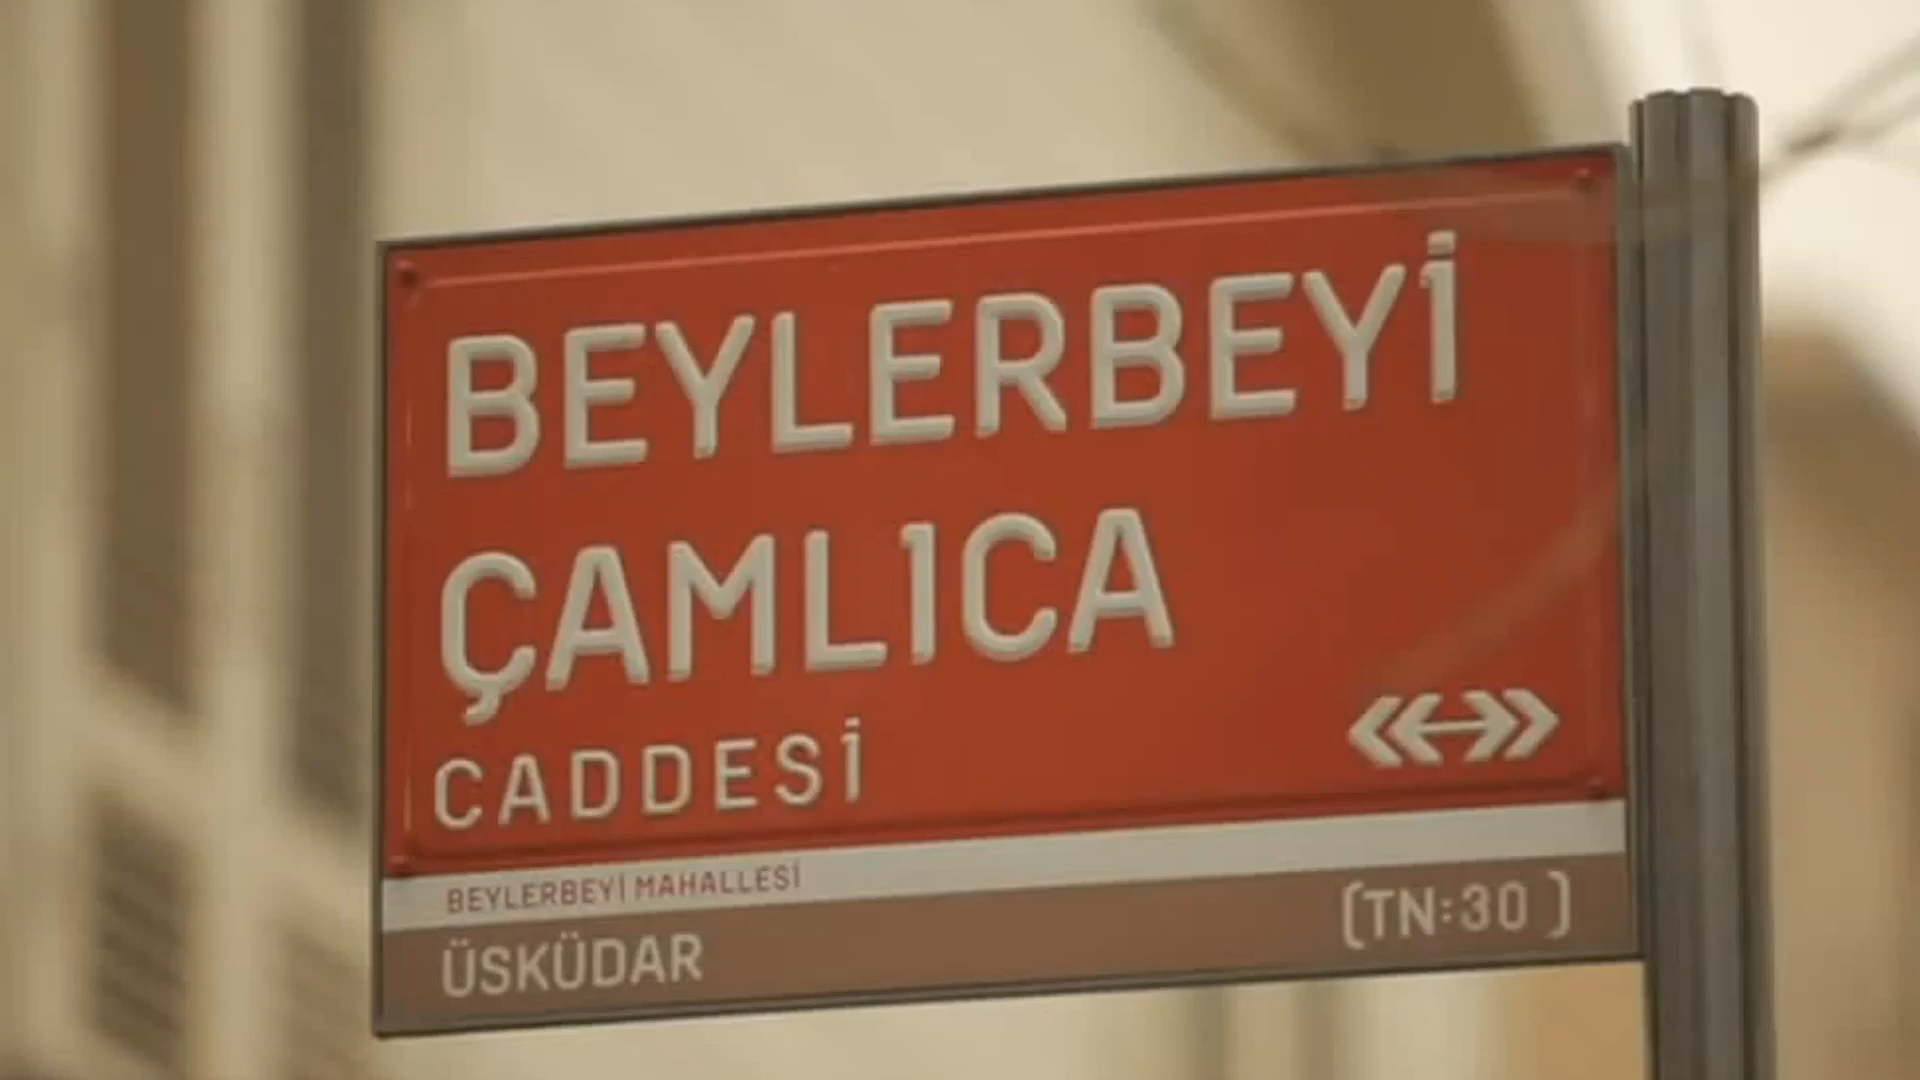 BEYLERBEYİ
ÇAMLICA
CADDESİ
BEYLERBEYİ MAHALLESİ
ÜSKÜDAR
(TN:30 )